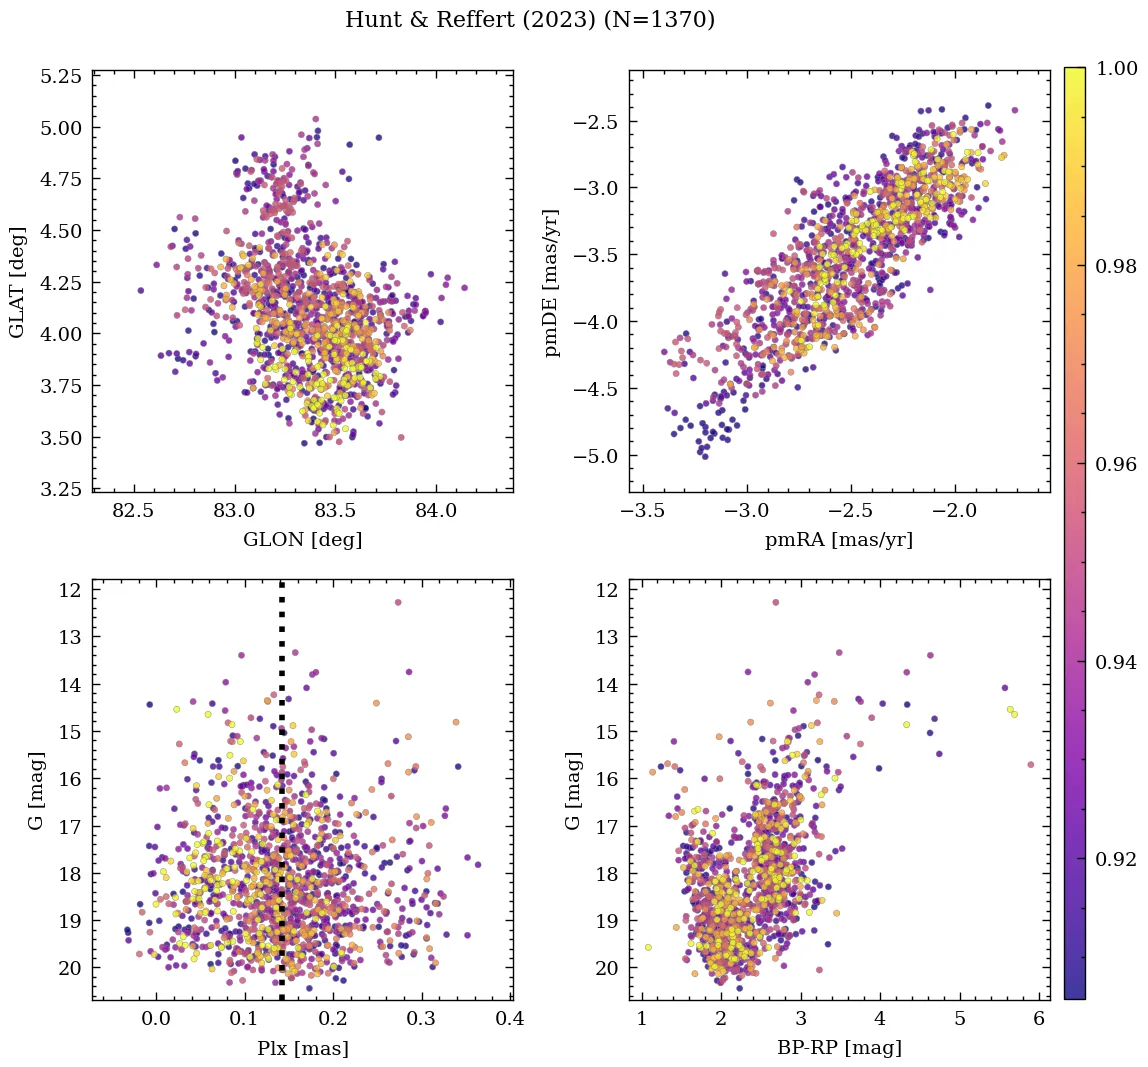 Hunt & Reffert (2023) (N=1370)
5.25
5.00
4.75
4.50
4.25
4.00
3.75
3.50
3.25
GLAT [deg]
82.5 83.0 83.5 84.0
GLON [deg]
−2.5
−3.0
−3.5
−4.0
−4.5
−5.0
pmDE [mas/yr]
−3.5 −3.0 −2.5 −2.0
pmRA [mas/yr]
12
13
14
15
16
17
18
19
20
G [mag]
0.0 0.1 0.2 0.3 0.4
Plx [mas]
12
13
14
15
16
17
18
19
20
G [mag]
1 2 3 4 5 6
BP-RP [mag]
1.00
0.98
0.96
0.94
0.92